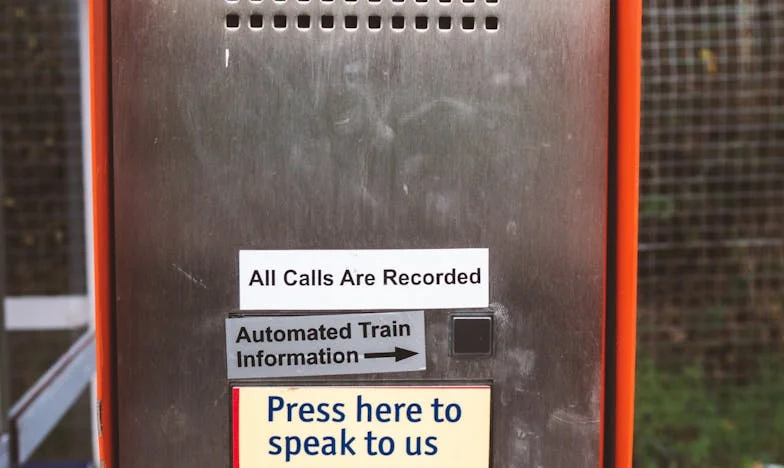 All Calls Are Recorded
Automated Train
Information
Press here to
speak to us